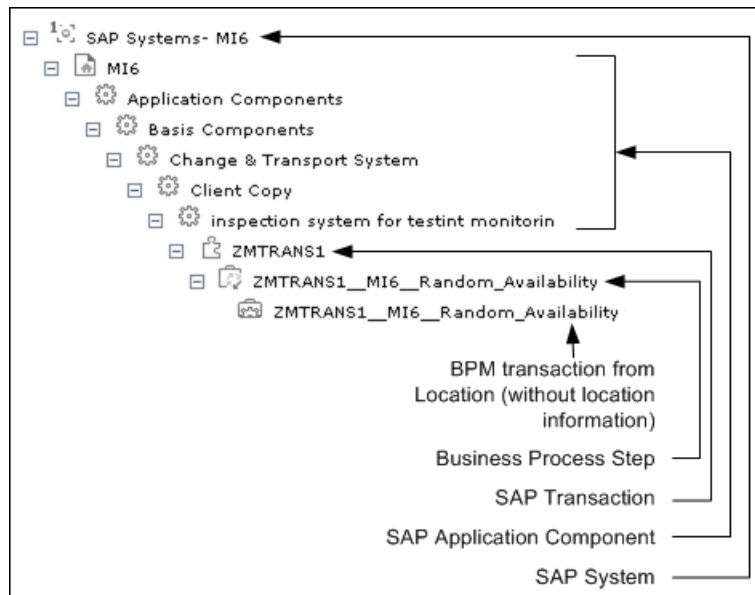 1 SAP Systems- MI6
MI6
Application Components
Basis Components
Change & Transport System
Client Copy
inspection system for testint monitorin
ZMTRANS1
ZMTRANS1__MI6__Random_Availability
ZMTRANS1__MI6__Random_Availability
BPM transaction from
Location (without location
information)
Business Process Step
SAP Transaction
SAP Application Component
SAP System